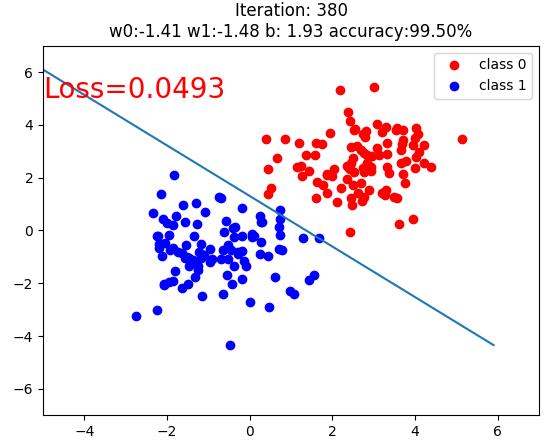 Iteration: 380
w0:-1.41 w1:-1.48 b: 1.93 accuracy:99.50%
Loss=0.0493
class 0
class 1
6
4
2
0
−2
−4
−6
−4
−2
0
2
4
6